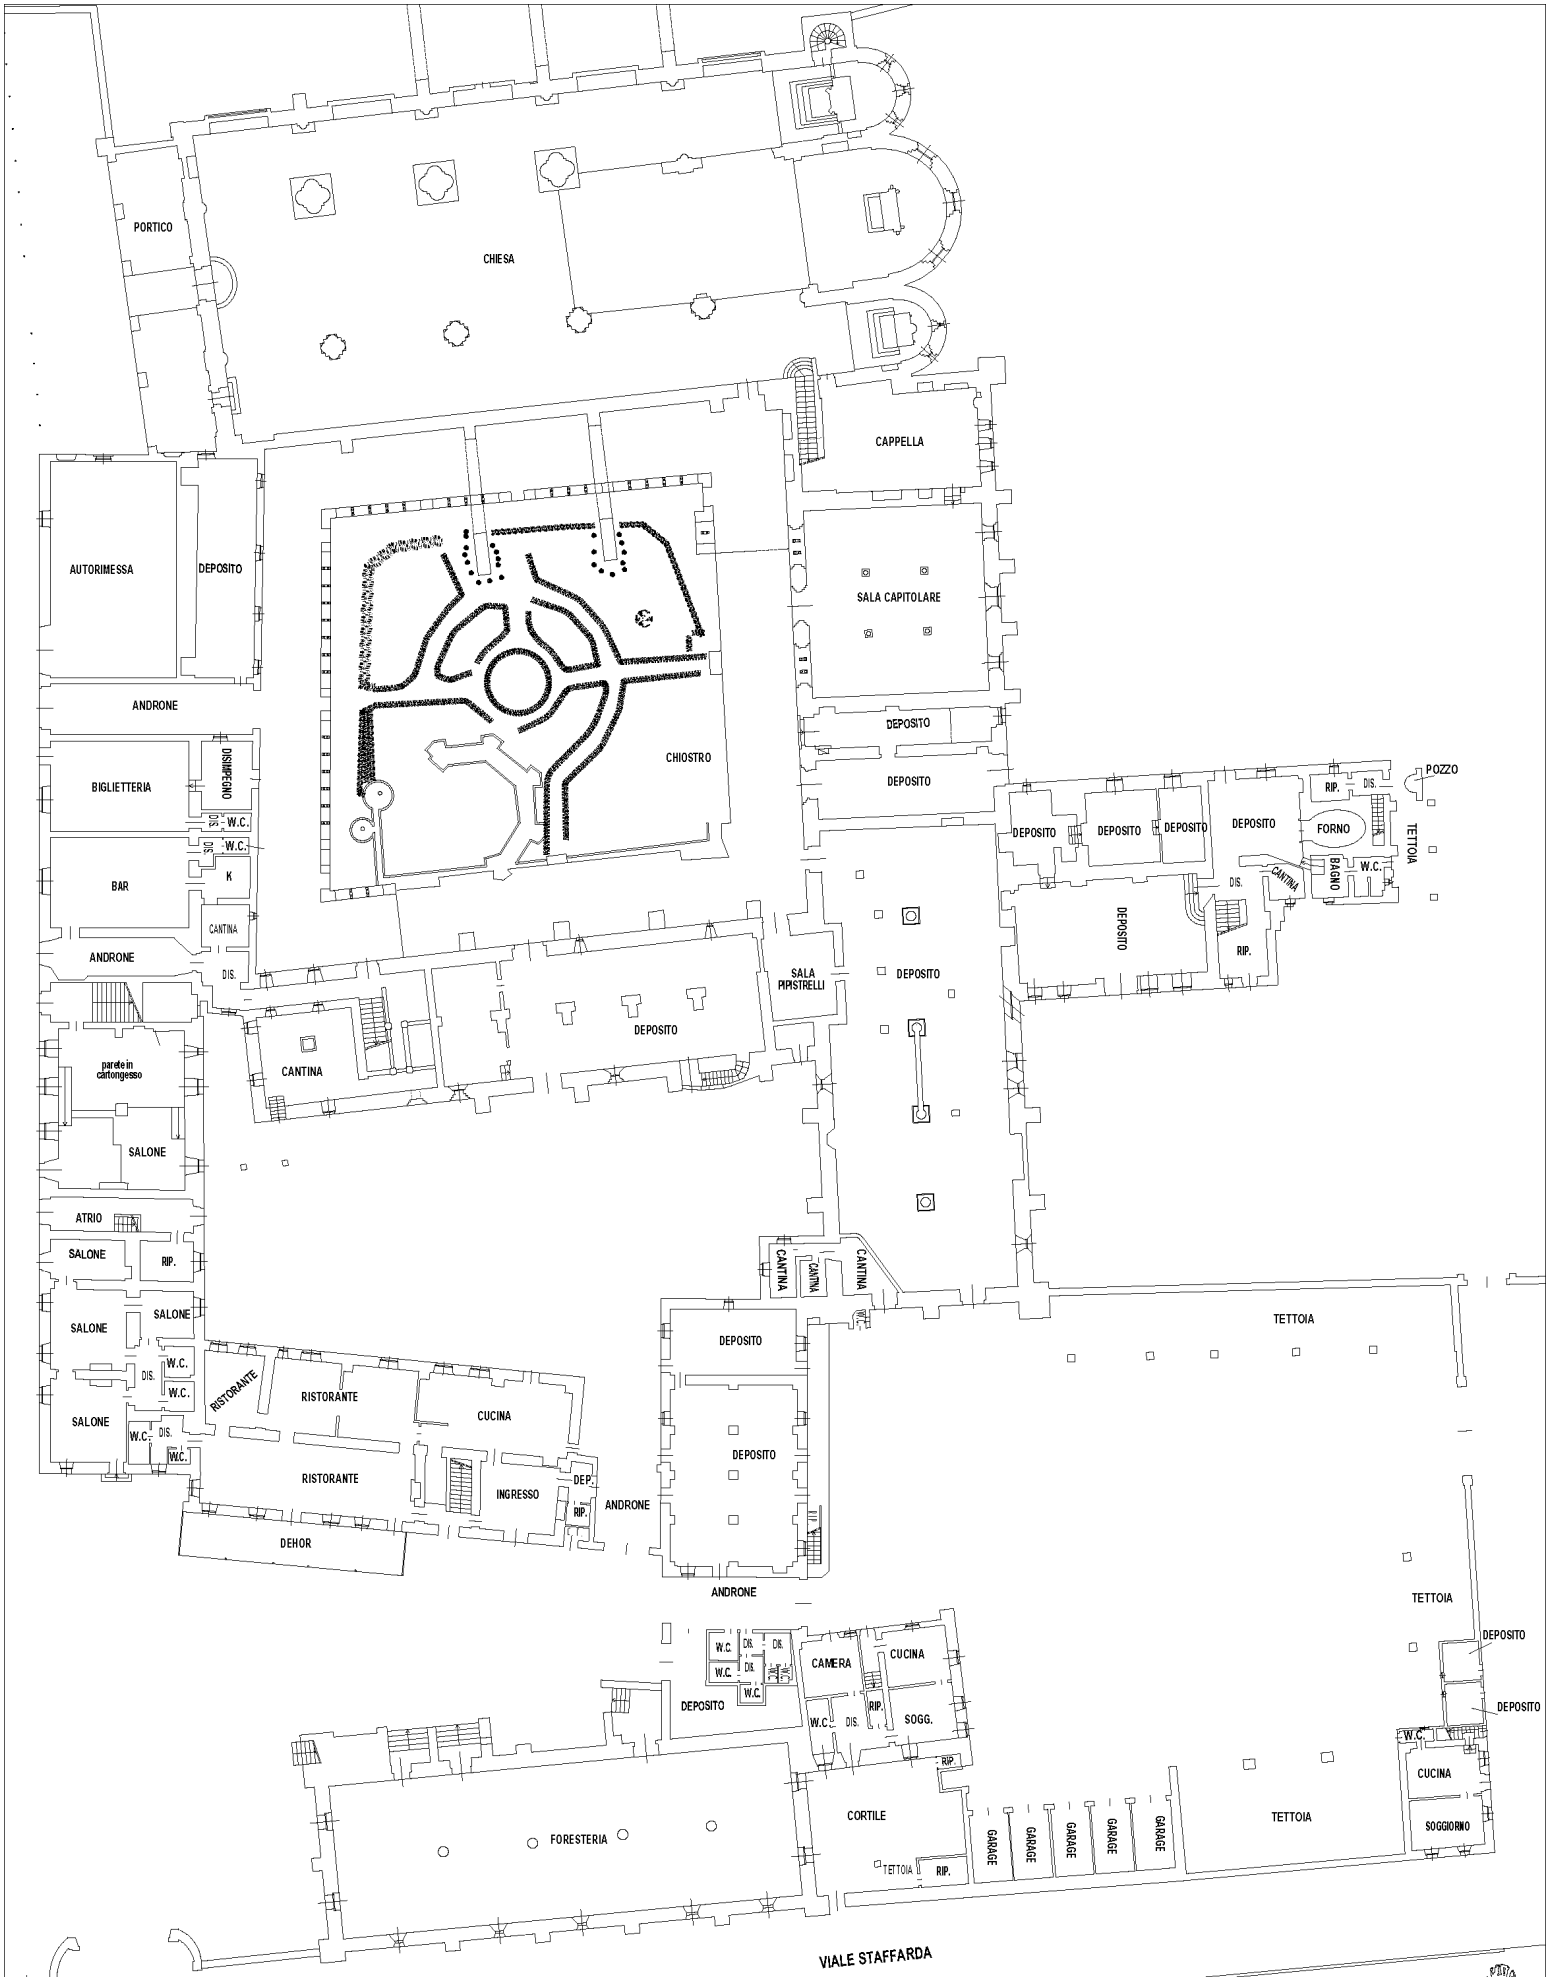 PORTICO
CHIESA
CAPPELLA
AUTORIMESSA
DEPOSITO
SALA CAPITOLARE
ANDRONE
DEPOSITO
CHIOSTRO
DISIMPEGNO
BIGLIETTERIA
DEPOSITO
POZZO
RIP.
DIS.
DIS.
W.C.
DEPOSITO
DEPOSITO
DEPOSITO
DEPOSITO
FORNO
TETTOIA
DIS.
W.C.
BAR
K
BAGNO
W.C.
DIS.
CANTINA
CANTINA
DEPOSITO
ANDRONE
DIS.
RIP.
SALA
PIPISTRELLI
DEPOSITO
DEPOSITO
parete in
cartongesso
CANTINA
SALONE
ATRIO
SALONE
RIP.
CANTINA
CANTINA
CANTINA
W.C.
SALONE
SALONE
DEPOSITO
TETTOIA
W.C.
DIS.
W.C.
RISTORANTE
RISTORANTE
SALONE
CUCINA
W.C.
DIS.
W.C.
DEPOSITO
RISTORANTE
INGRESSO
DEP.
RIP.
ANDRONE
DEHOR
ANDRONE
TETTOIA
DEPOSITO
W.C.
DIS.
DIS.
CAMERA
CUCINA
W.C.
DIS.
W.C.
W.C.
W.C.
DEPOSITO
W.C.
DIS.
RIP.
SOGG.
DEPOSITO
W.C.
RIP.
CUCINA
CORTILE
TETTOIA
SOGGIORNO
FORESTERIA
GARAGE
GARAGE
GARAGE
GARAGE
GARAGE
TETTOIA
RIP.
VIALE STAFFARDA